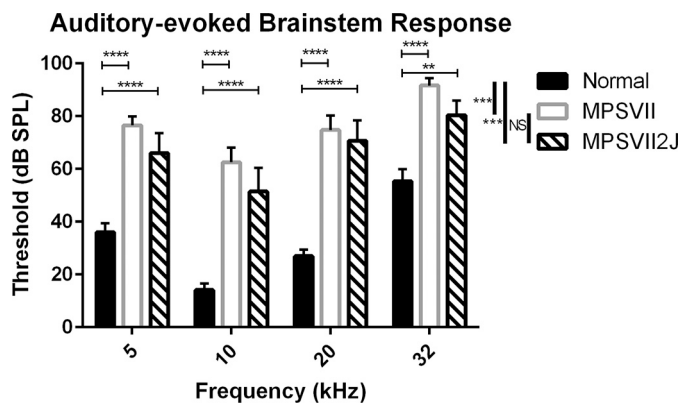 Auditory-evoked Brainstem Response
Threshold (dB SPL)
100
80
60
40
20
0
**** **** **** ****
**** **** **** **
5 10 20 32
Frequency (kHz)
Normal
MPSVII
MPSVII2J
***
***
NS